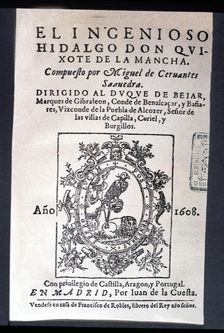 EL INGENIOSO
HIDALGO DON QVI-
XOTE DE LA MANCHA.
Compuesto por Miguel de Ceruantes
Saauedra.
DIRIGIDO AL DVQVE DE BEIAR,
Marques de Gibraleon, Conde de Benalcaçar, y Baña-
res, Vizconde de la Puebla de Alcozer, Señor de
las villas de Capilla, Curiel, y
Burgillos.
Año 1608.
Con priuilegio de Castilla, Aragon, y Portugal.
EN MADRID, Por Iuan de la Cuesta.
Vendese en casa de Francisco de Robles, librero del Rey nro señor.